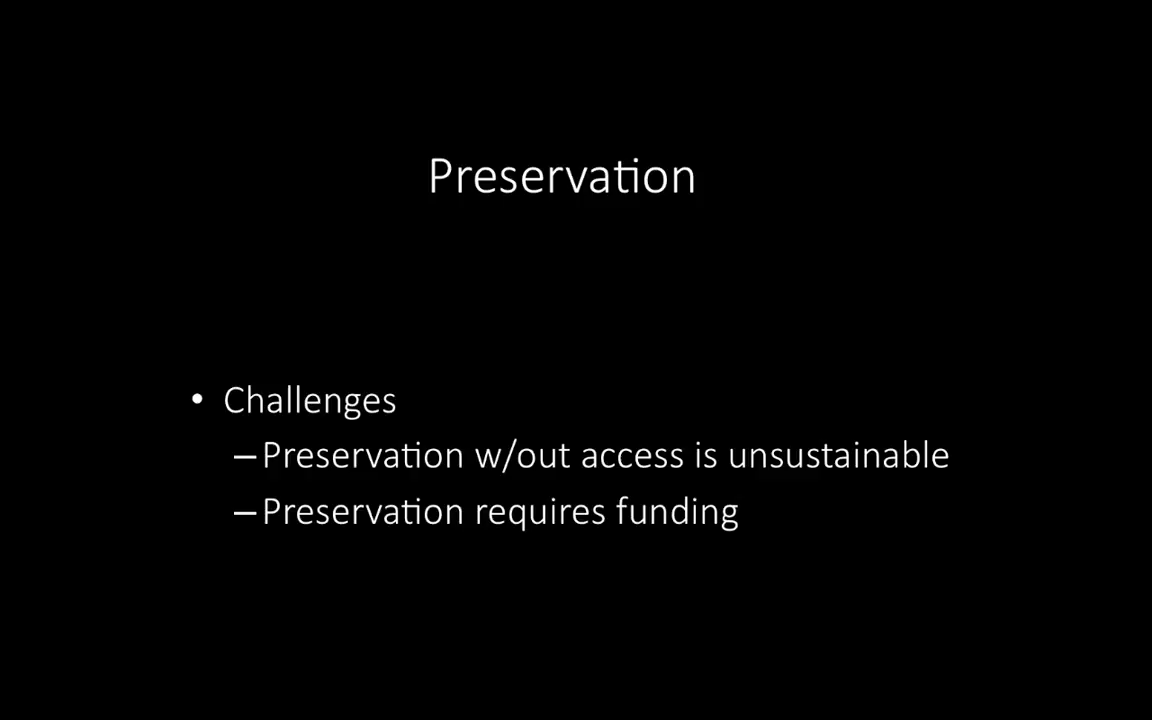 Preservation
• Challenges
–Preservation w/out access is unsustainable
–Preservation requires funding